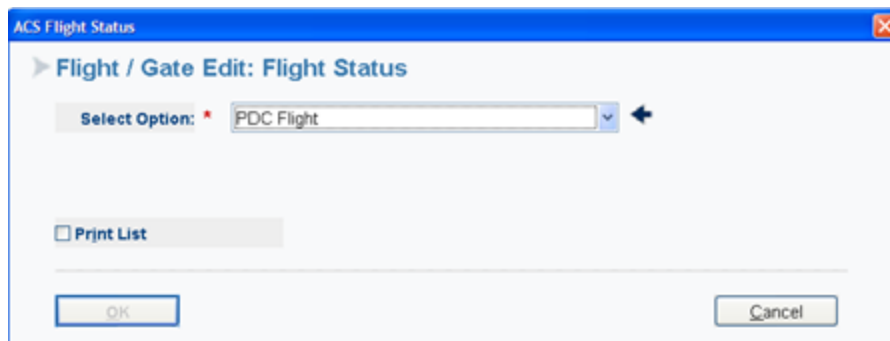 ACS Flight Status
Flight / Gate Edit: Flight Status
Select Option: * PDC Flight
Print List
OK Cancel